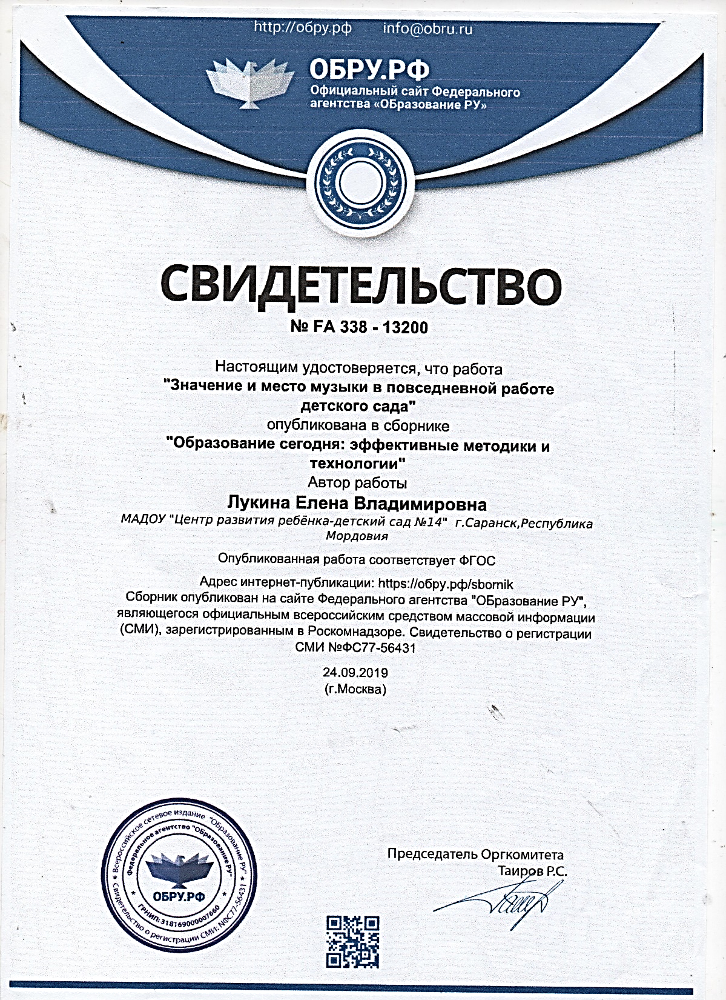 http://обру.рф info@obru.ru
ОБРУ.РФ
Официальный сайт Федерального
агентства «ОБразование РУ»
СВИДЕТЕЛЬСТВО
№ FA 338 - 13200
Настоящим удостоверяется, что работа
"Значение и место музыки в повседневной работе
детского сада"
опубликована в сборнике
"Образование сегодня: эффективные методики и
технологии"
Автор работы
Лукина Елена Владимировна
МАДОУ "Центр развития ребёнка-детский сад №14" г.Саранск,Республика
Мордовия
Опубликованная работа соответствует ФГОС
Адрес интернет-публикации: https://обру.рф/sbornik
Сборник опубликован на сайте Федерального агентства "ОБразование РУ",
являющегося официальным всероссийским средством массовой информации
(СМИ), зарегистрированным в Роскомнадзоре. Свидетельство о регистрации
СМИ №ФС77-56431
24.09.2019
(г.Москва)
Всероссийское сетевое издание "ОБразование РУ"
Свидетельство о регистрации СМИ: №ФС77-56431
Федеральное агентство "ОБразование РУ"
ГРНИП: 318169000007660
ОБРУ.РФ
Председатель Оргкомитета
Таиров Р.С.